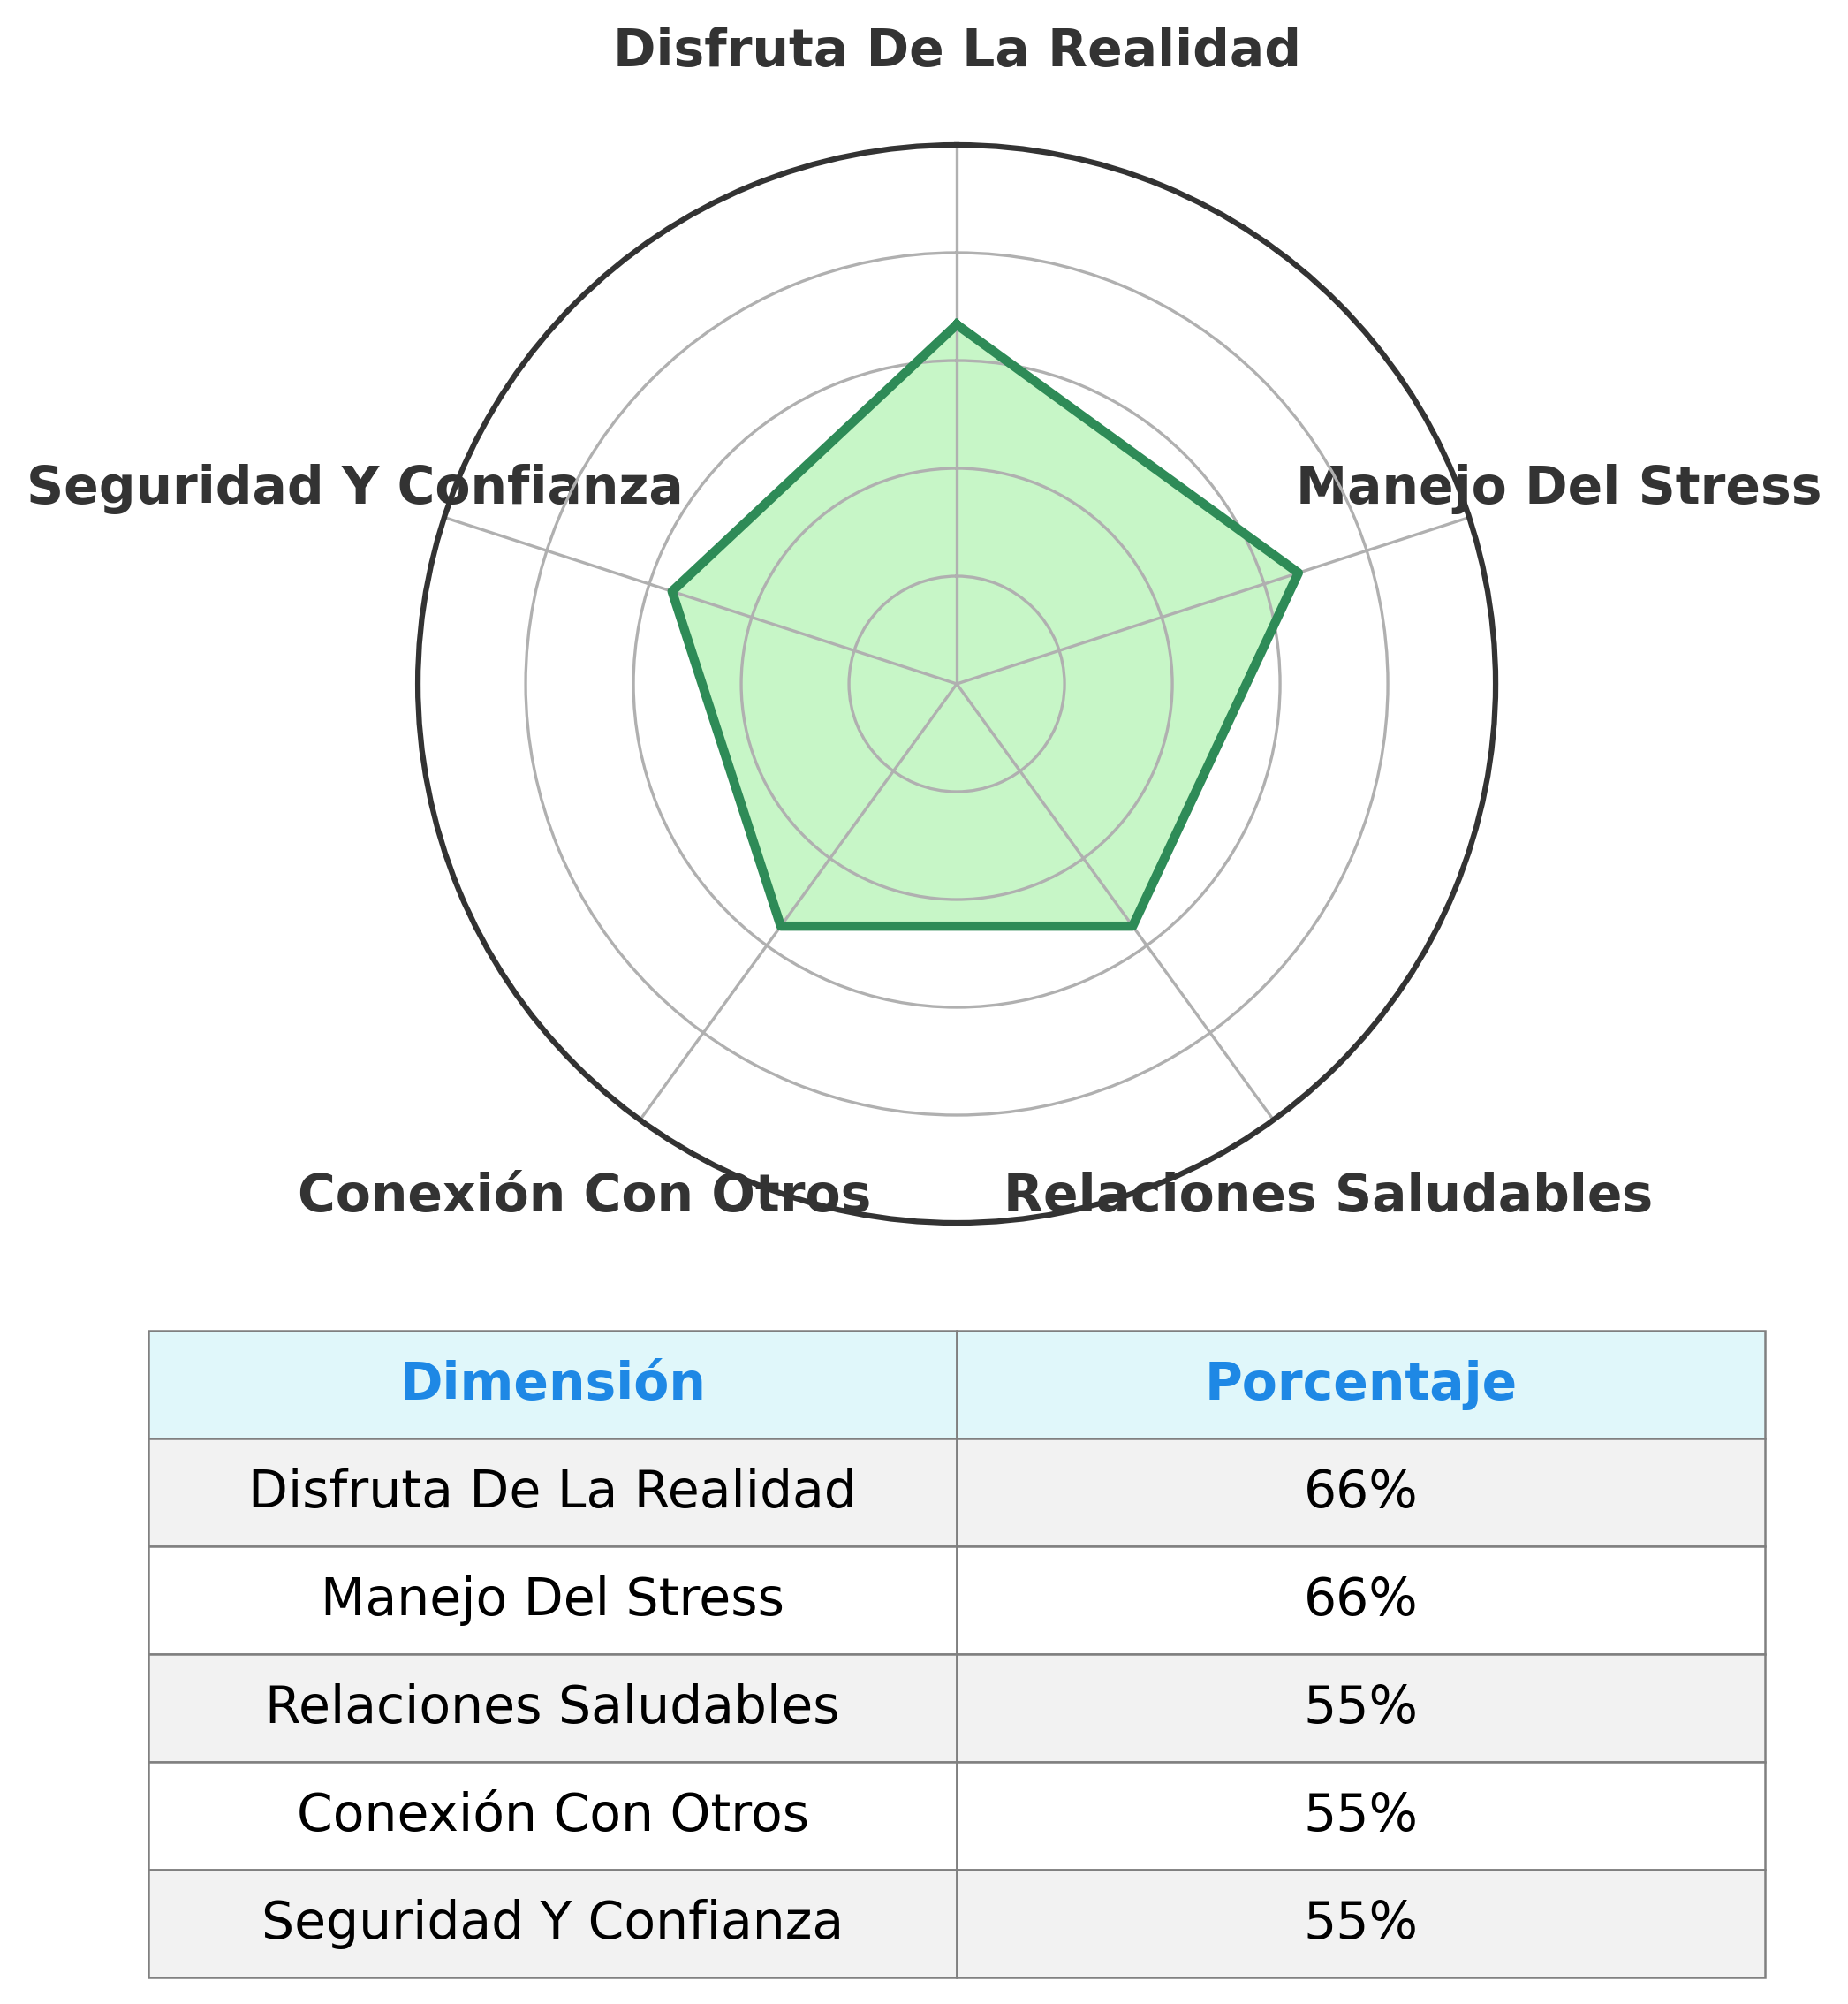 Disfruta De La Realidad
Seguridad Y Confianza
Manejo Del Stress
Conexión Con Otros
Relaciones Saludables
Dimensión Porcentaje
Disfruta De La Realidad 66%
Manejo Del Stress 66%
Relaciones Saludables 55%
Conexión Con Otros 55%
Seguridad Y Confianza 55%